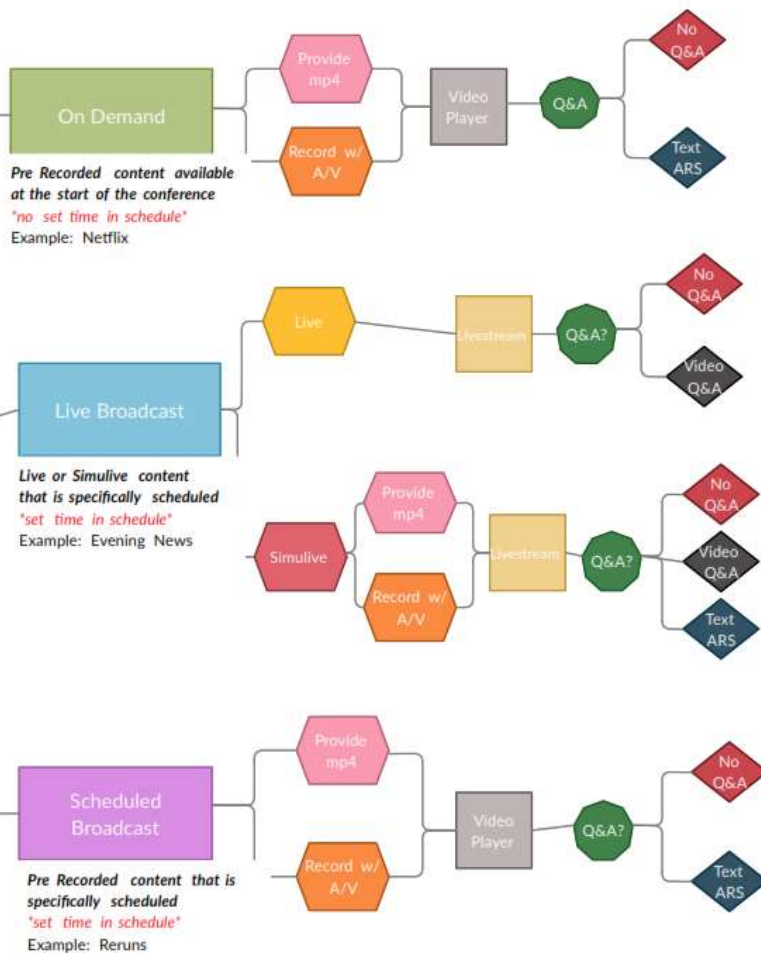 No
Q&A
Provide
mp4
On Demand
Video
Player
Q&A
Record w/
A/V
Text
ARS
Pre Recorded content available
at the start of the conference
*no set time in schedule*
Example: Netflix
No
Q&A
Live
Livestream
Q&A?
Video
Q&A
Live Broadcast
Live or Simulive content
that is specifically scheduled
*set time in schedule*
Example: Evening News
Provide
mp4
No
Q&A
Simulive
Livestream
Q&A?
Video
Q&A
Record w/
A/V
Text
ARS
Provide
mp4
No
Q&A
Scheduled
Broadcast
Video
Player
Q&A?
Record w/
A/V
Text
ARS
Pre Recorded content that is
specifically scheduled
*set time in schedule*
Example: Reruns